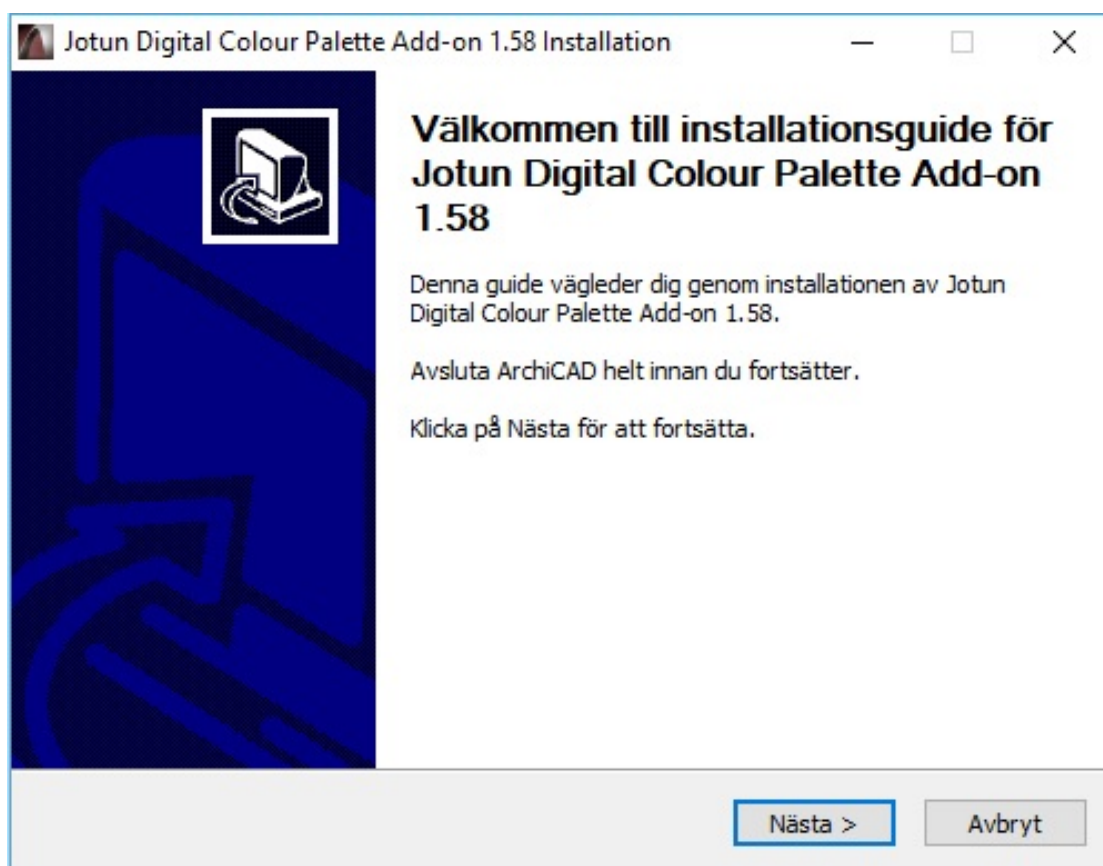 Jotun Digital Colour Palette Add-on 1.58 Installation
Välkommen till installationsguide för
Jotun Digital Colour Palette Add-on
1.58
Denna guide vägleder dig genom installationen av Jotun
Digital Colour Palette Add-on 1.58.
Avsluta ArchiCAD helt innan du fortsätter.
Klicka på Nästa för att fortsätta.
Nästa >
Avbryt